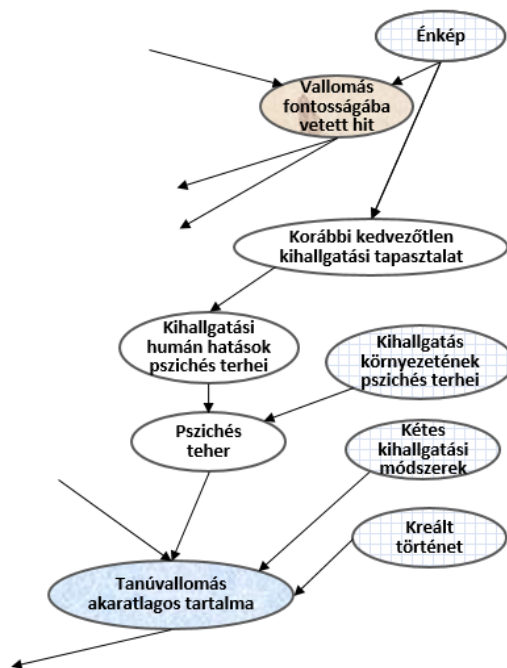 Énkép
Vallomás
fontosságába
vetett hit
Korábbi kedvezőtlen
kihallgatási tapasztalat
Kihallgatási
humán hatások
pszichés terhei
Kihallgatás
környezetének
pszichés terhei
Pszichés
teher
Kétes
kihallgatási
módszerek
Kreált
történet
Tanúvallomás
akaratlagos tartalma